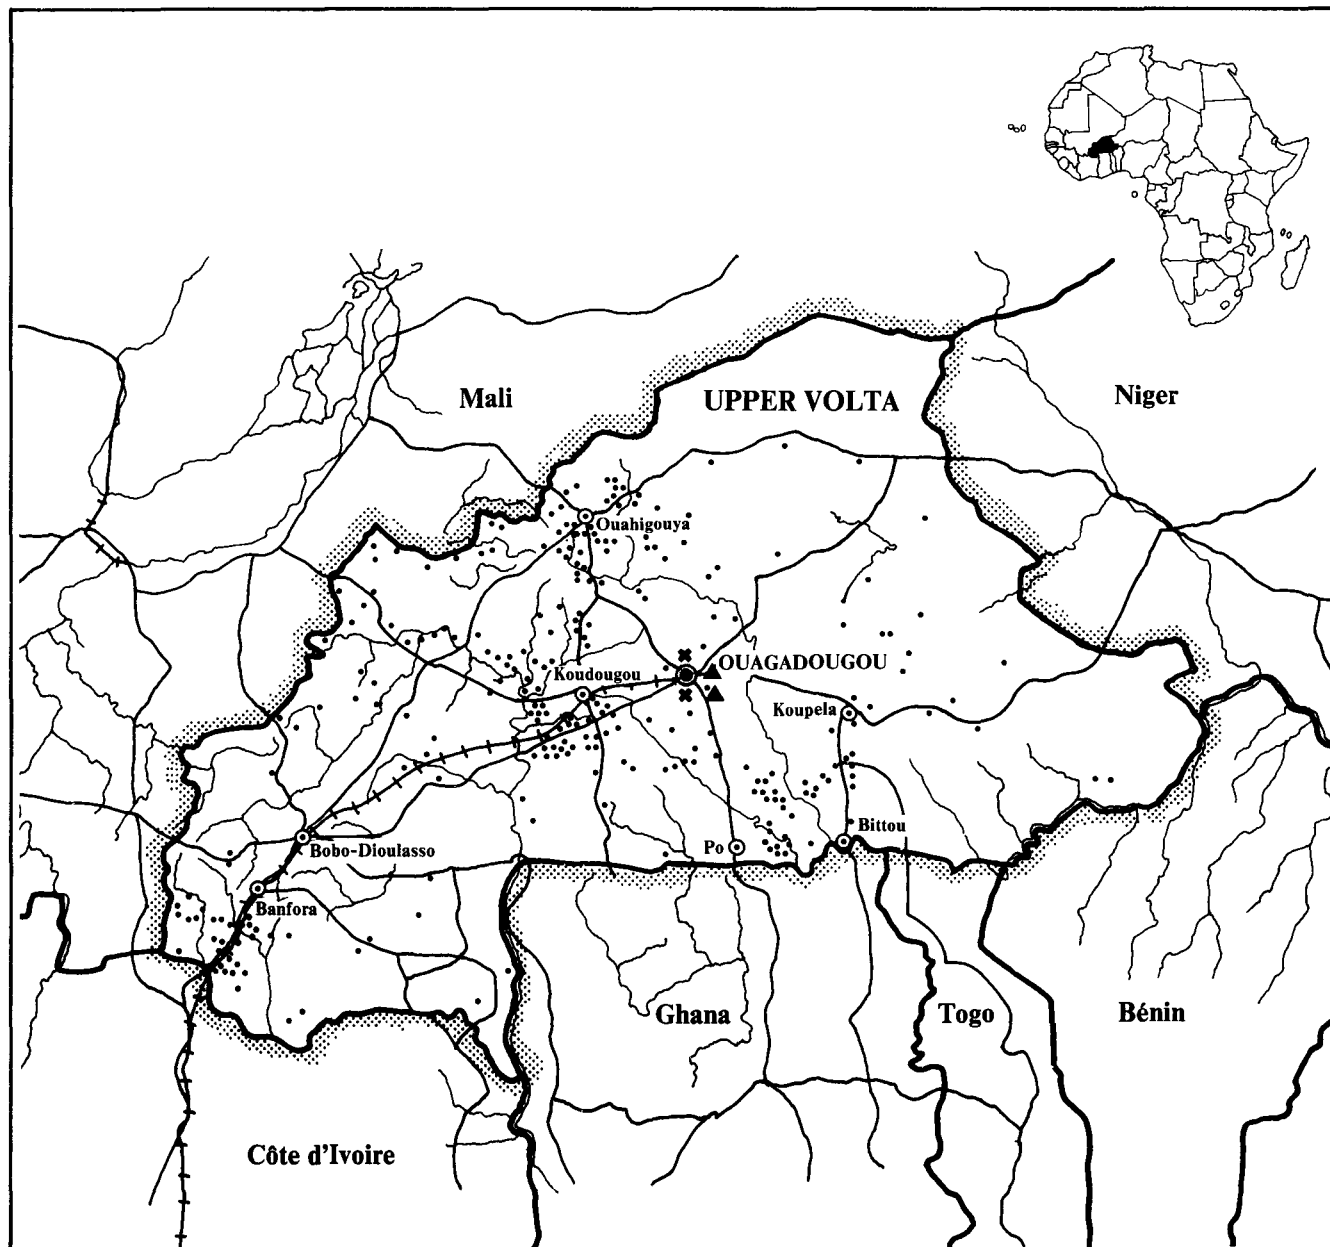 Mali
UPPER VOLTA
Niger
Ouahigouya
OUAGADOUGOU
Koudougou
Koupela
Bobo-Dioulasso
Po
Bittou
Banfora
Ghana
Togo
Bénin
Côte d'Ivoire